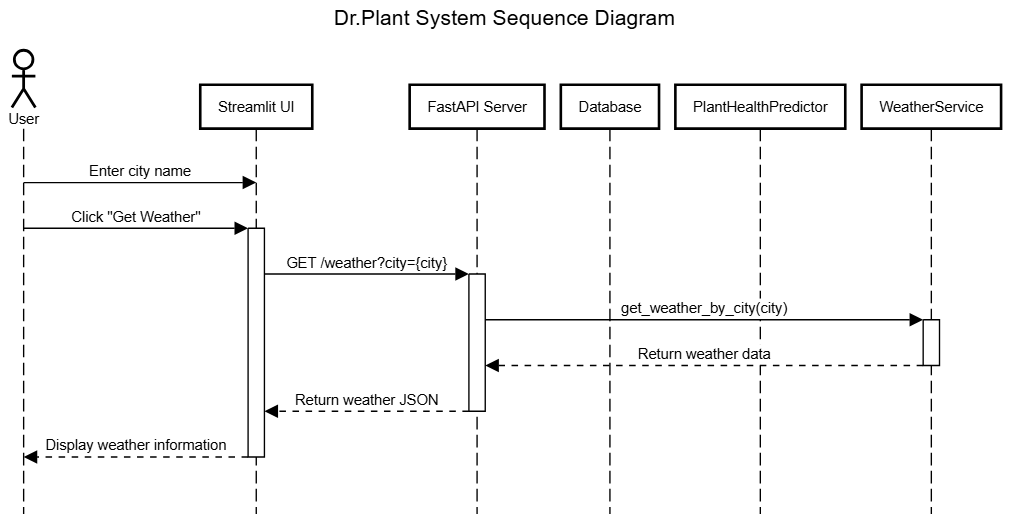 Dr.Plant System Sequence Diagram
User
Streamlit UI
FastAPI Server
Database
PlantHealthPredictor
WeatherService
Enter city name
Click "Get Weather"
GET /weather?city={city}
get_weather_by_city(city)
Return weather data
Return weather JSON
Display weather information